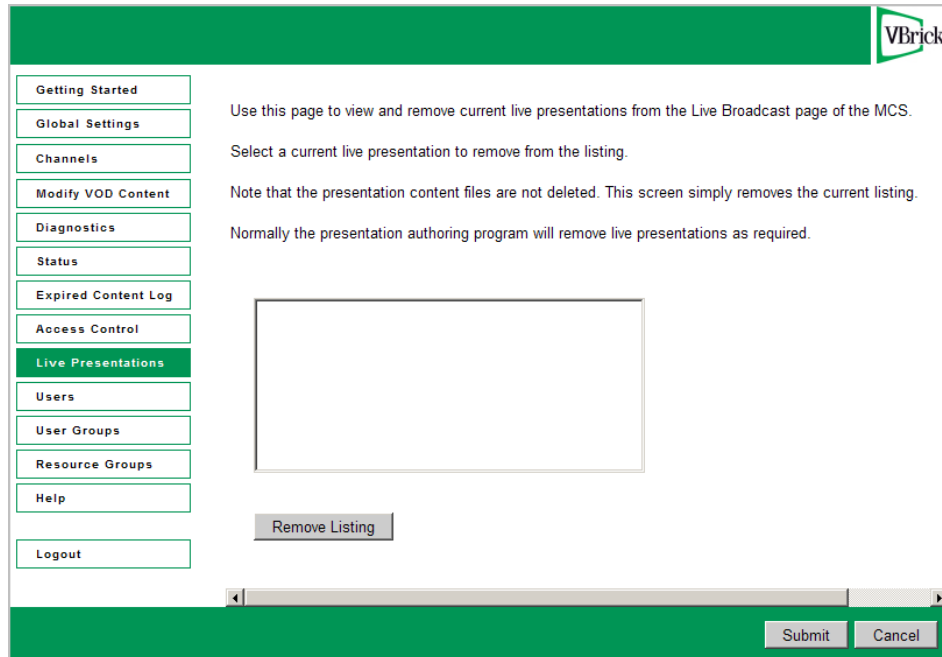 VBrick
Getting Started
Global Settings
Channels
Modify VOD Content
Diagnostics
Status
Expired Content Log
Access Control
Live Presentations
Users
User Groups
Resource Groups
Help
Logout
Use this page to view and remove current live presentations from the Live Broadcast page of the MCS.
Select a current live presentation to remove from the listing.
Note that the presentation content files are not deleted. This screen simply removes the current listing.
Normally the presentation authoring program will remove live presentations as required.
Remove Listing
Submit
Cancel